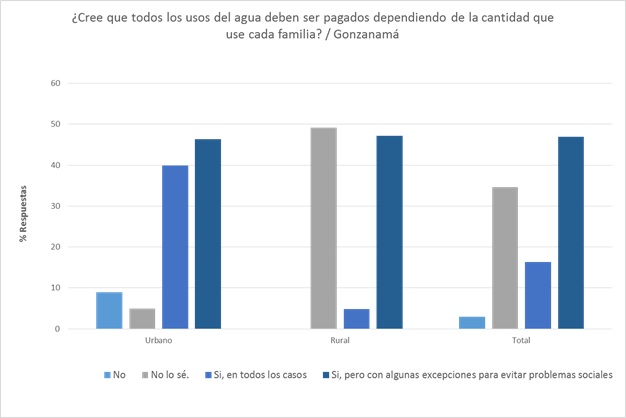 ¿Cree que todos los usos del agua deben ser pagados dependiendo de la cantidad que
use cada familia? / Gonzanamá
60
50
40
30
20
10
0
% Respuestas
Urbano Rural Total
No No lo sé. Si, en todos los casos Si, pero con algunas excepciones para evitar problemas sociales